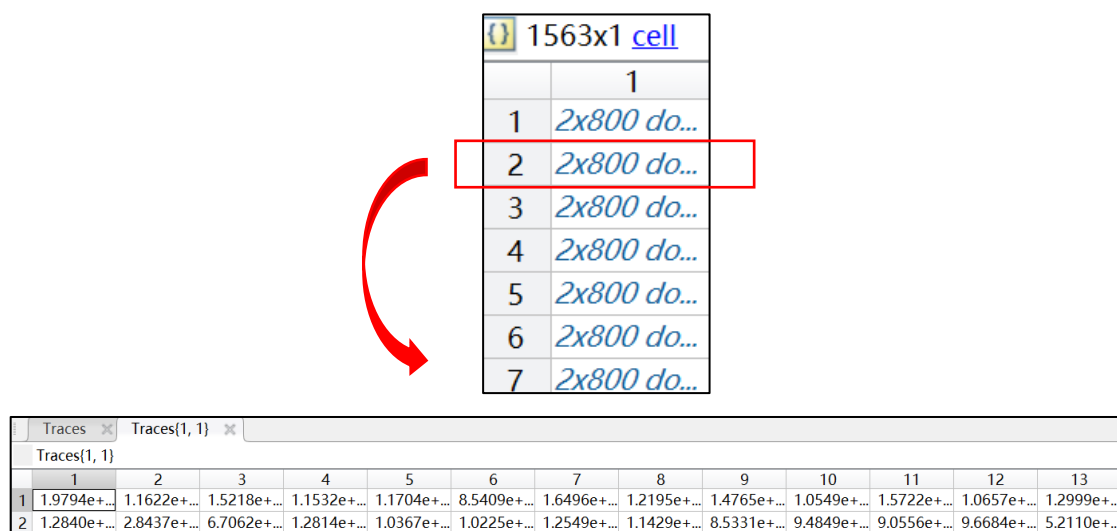 {} 1563x1 cell
1
1 2x800 do...
2 2x800 do...
3 2x800 do...
4 2x800 do...
5 2x800 do...
6 2x800 do...
7 2x800 do...
Traces Traces{1, 1}
Traces{1, 1}
1 2 3 4 5 6 7 8 9 10 11 12 13
1 1.9794e+... 1.1622e+... 1.5218e+... 1.1532e+... 1.1704e+... 8.5409e+... 1.6496e+... 1.2195e+... 1.4765e+... 1.0549e+... 1.5722e+... 1.0657e+... 1.2999e+...
2 1.2840e+... 2.8437e+... 6.7062e+... 1.2814e+... 1.0367e+... 1.0225e+... 1.2549e+... 1.1429e+... 8.5331e+... 9.4849e+... 9.0556e+... 9.6684e+... 5.2110e+...